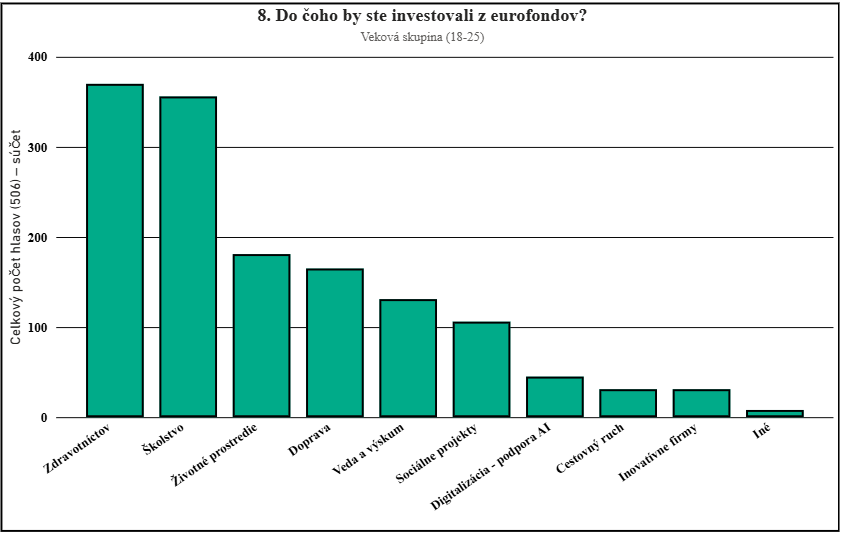 8. Do čoho by ste investovali z eurofondov?
Veková skupina (18-25)
Celkový počet hlasov (506) – súčet
400
300
200
100
0
Zdravotníctov
Školstvo
Životné prostredie
Doprava
Veda a výskum
Sociálne projekty
Digitalizácia - podpora AI
Cestovný ruch
Inovatívne firmy
Iné